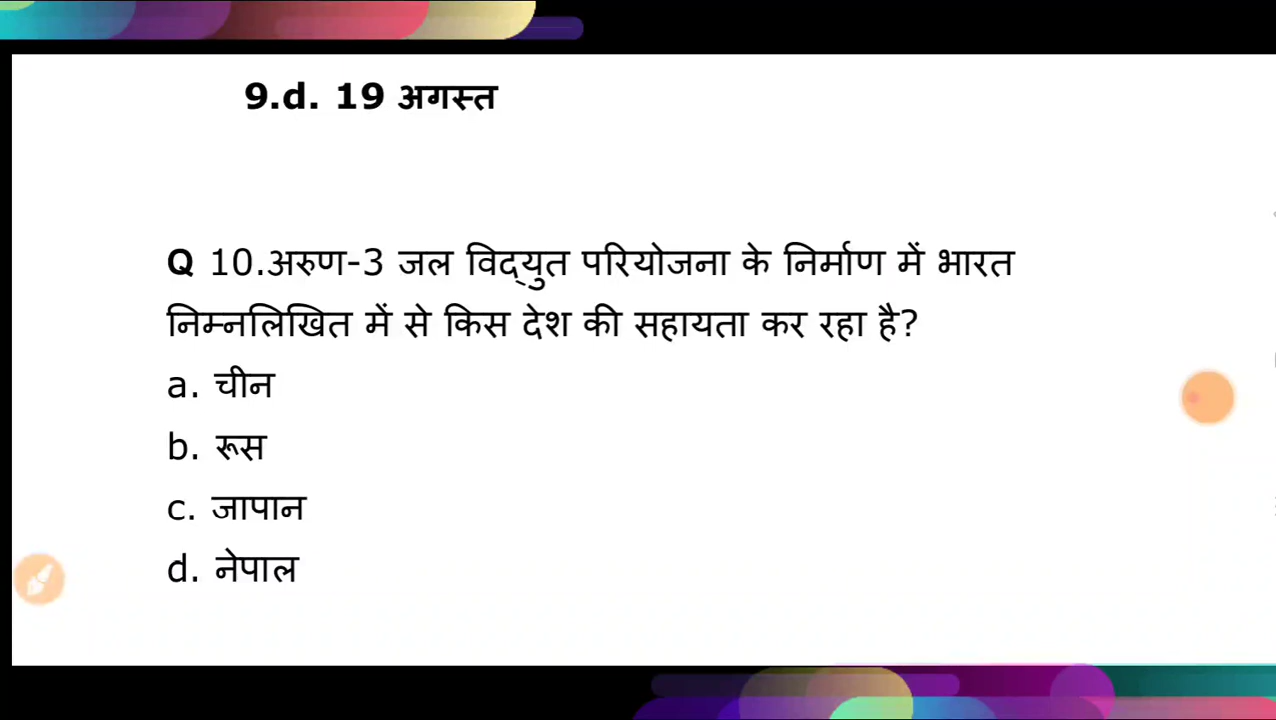 9.d. 19 अगस्त
Q 10.अरुण-3 जल विद्युत परियोजना के निर्माण में भारत
निम्नलिखित में से किस देश की सहायता कर रहा है?
a. चीन
b. रूस
c. जापान
d. नेपाल